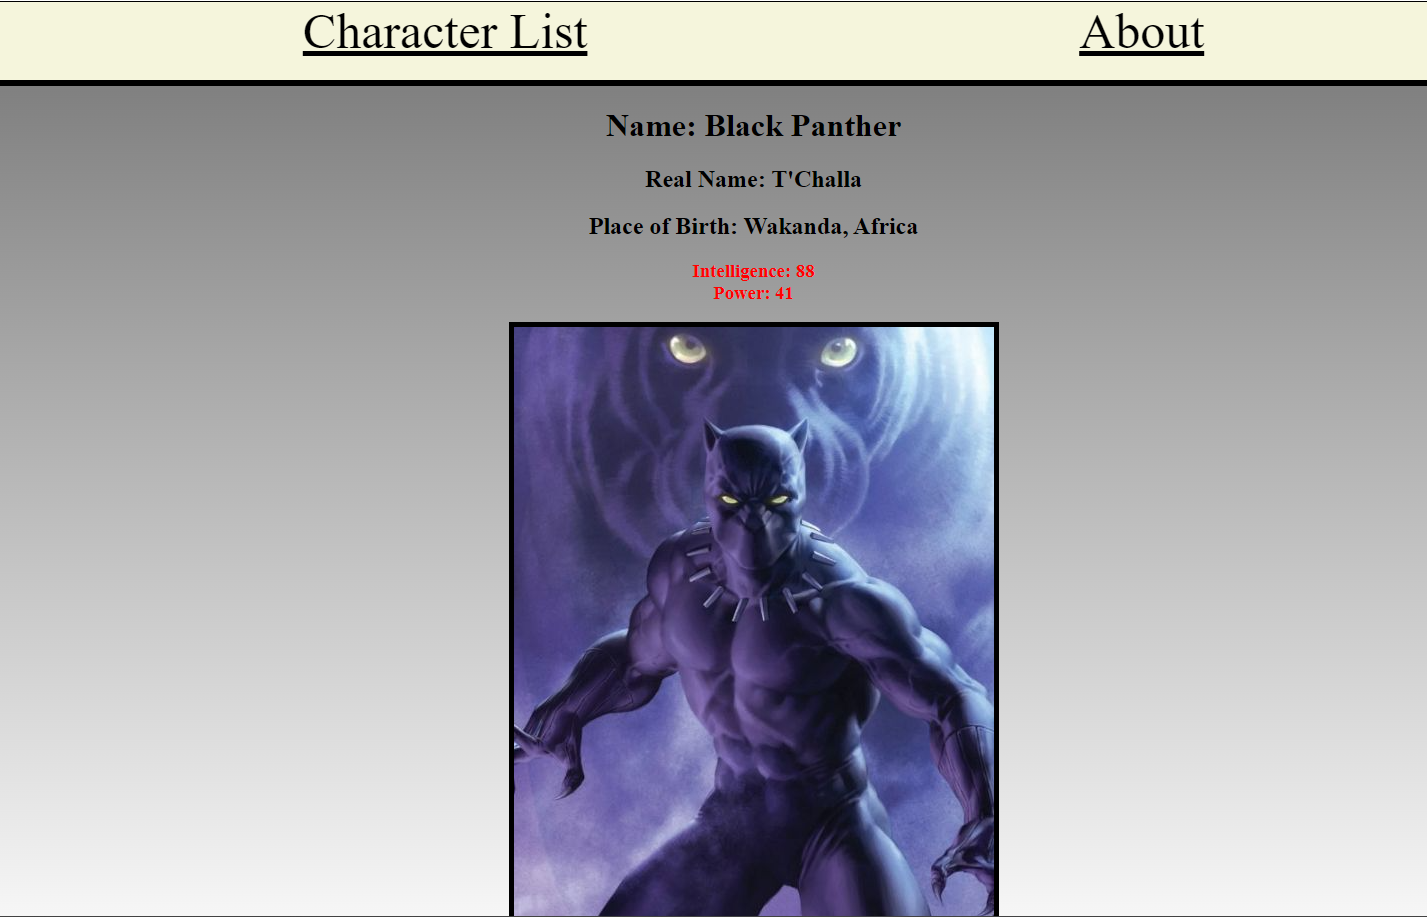 Character List About
Name: Black Panther
Real Name: T'Challa
Place of Birth: Wakanda, Africa
Intelligence: 88
Power: 41